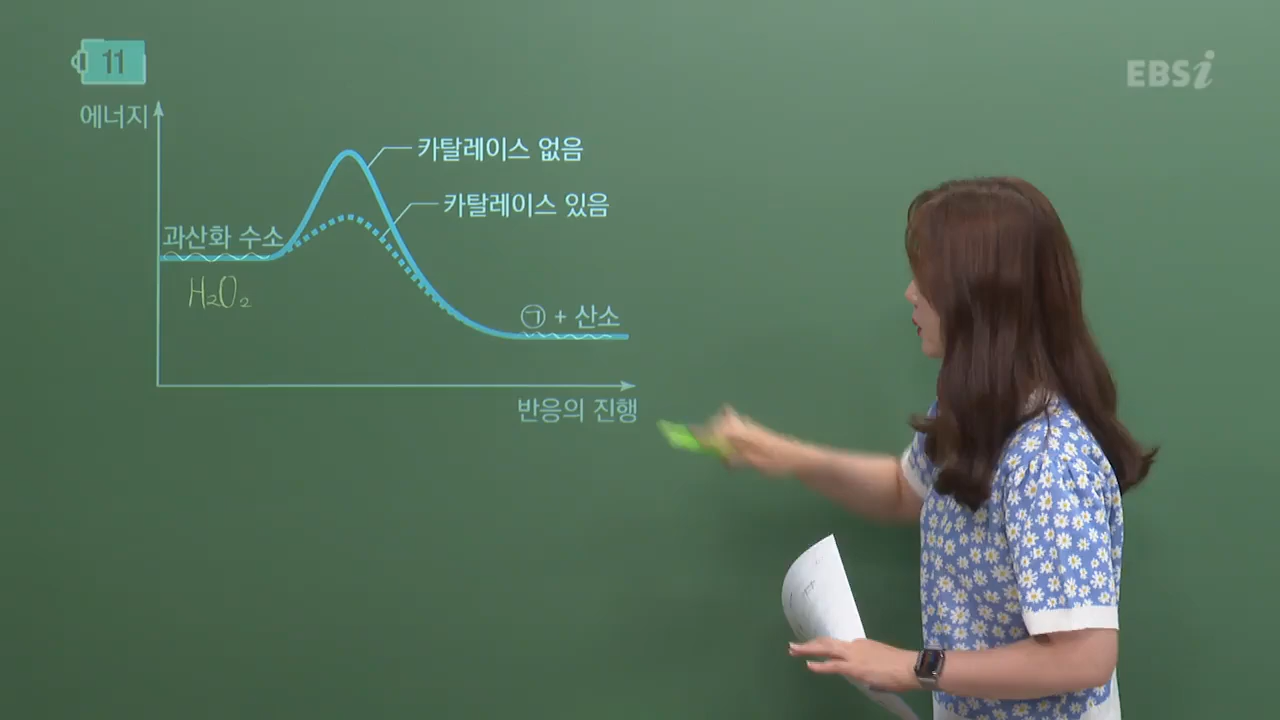 11
EBSi
에너지
카탈레이스 없음
카탈레이스 있음
과산화 수소
H₂O₂
㉠ + 산소
반응의 진행